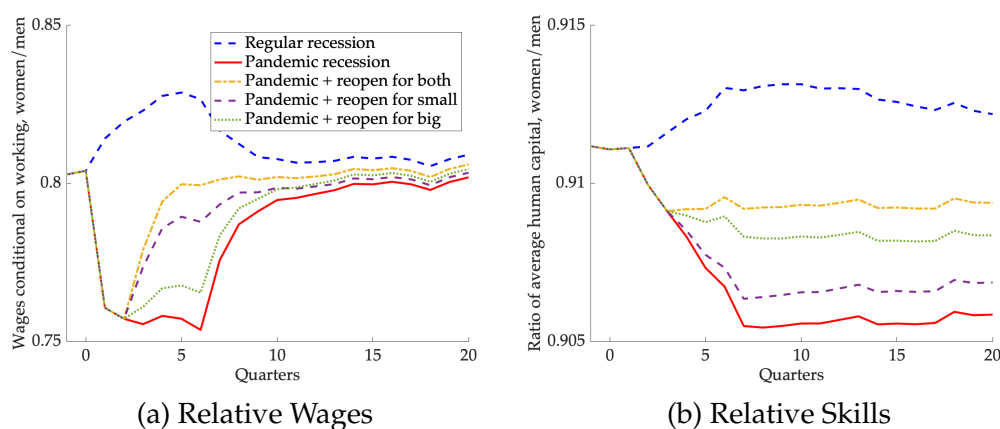 Wages conditional on working, women/men
0.85
0.8
0.75
Regular recession
Pandemic recession
Pandemic + reopen for both
Pandemic + reopen for small
Pandemic + reopen for big
0 5 10 15 20
Quarters
(a) Relative Wages
Ratio of average human capital, women/men
0.915
0.91
0.905
0 5 10 15 20
Quarters
(b) Relative Skills